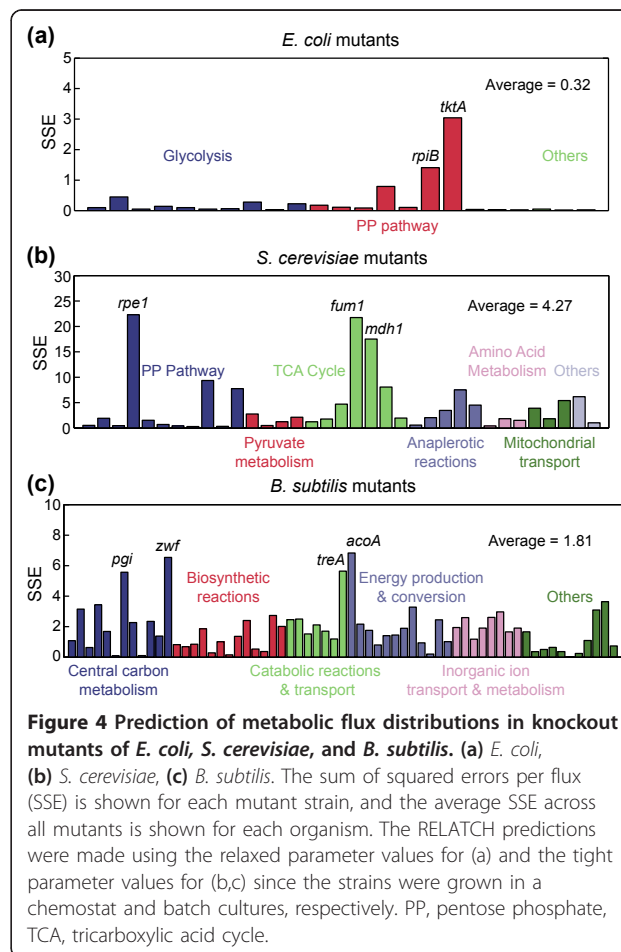 (a)
E. coli mutants
5
4
3
2
1
0
SSE
Average = 0.32
tktA
rpiB
Glycolysis
Others
PP pathway
(b)
S. cerevisiae mutants
30
25
20
15
10
5
0
SSE
rpe1
fum1
mdh1
Average = 4.27
PP Pathway
TCA Cycle
Amino Acid
Metabolism
Others
Pyruvate
metabolism
Anaplerotic
reactions
Mitochondrial
transport
(c)
B. subtilis mutants
10
8
6
4
2
0
SSE
pgi
zwf
treA
acoA
Average = 1.81
Biosynthetic
reactions
Energy production
& conversion
Others
Central carbon
metabolism
Catabolic reactions
& transport
Inorganic ion
transport & metabolism
Figure 4 Prediction of metabolic flux distributions in knockout
mutants of E. coli, S. cerevisiae, and B. subtilis. (a) E. coli,
(b) S. cerevisiae, (c) B. subtilis. The sum of squared errors per flux
(SSE) is shown for each mutant strain, and the average SSE across
all mutants is shown for each organism. The RELATCH predictions
were made using the relaxed parameter values for (a) and the tight
parameter values for (b,c) since the strains were grown in a
chemostat and batch cultures, respectively. PP, pentose phosphate,
TCA, tricarboxylic acid cycle.